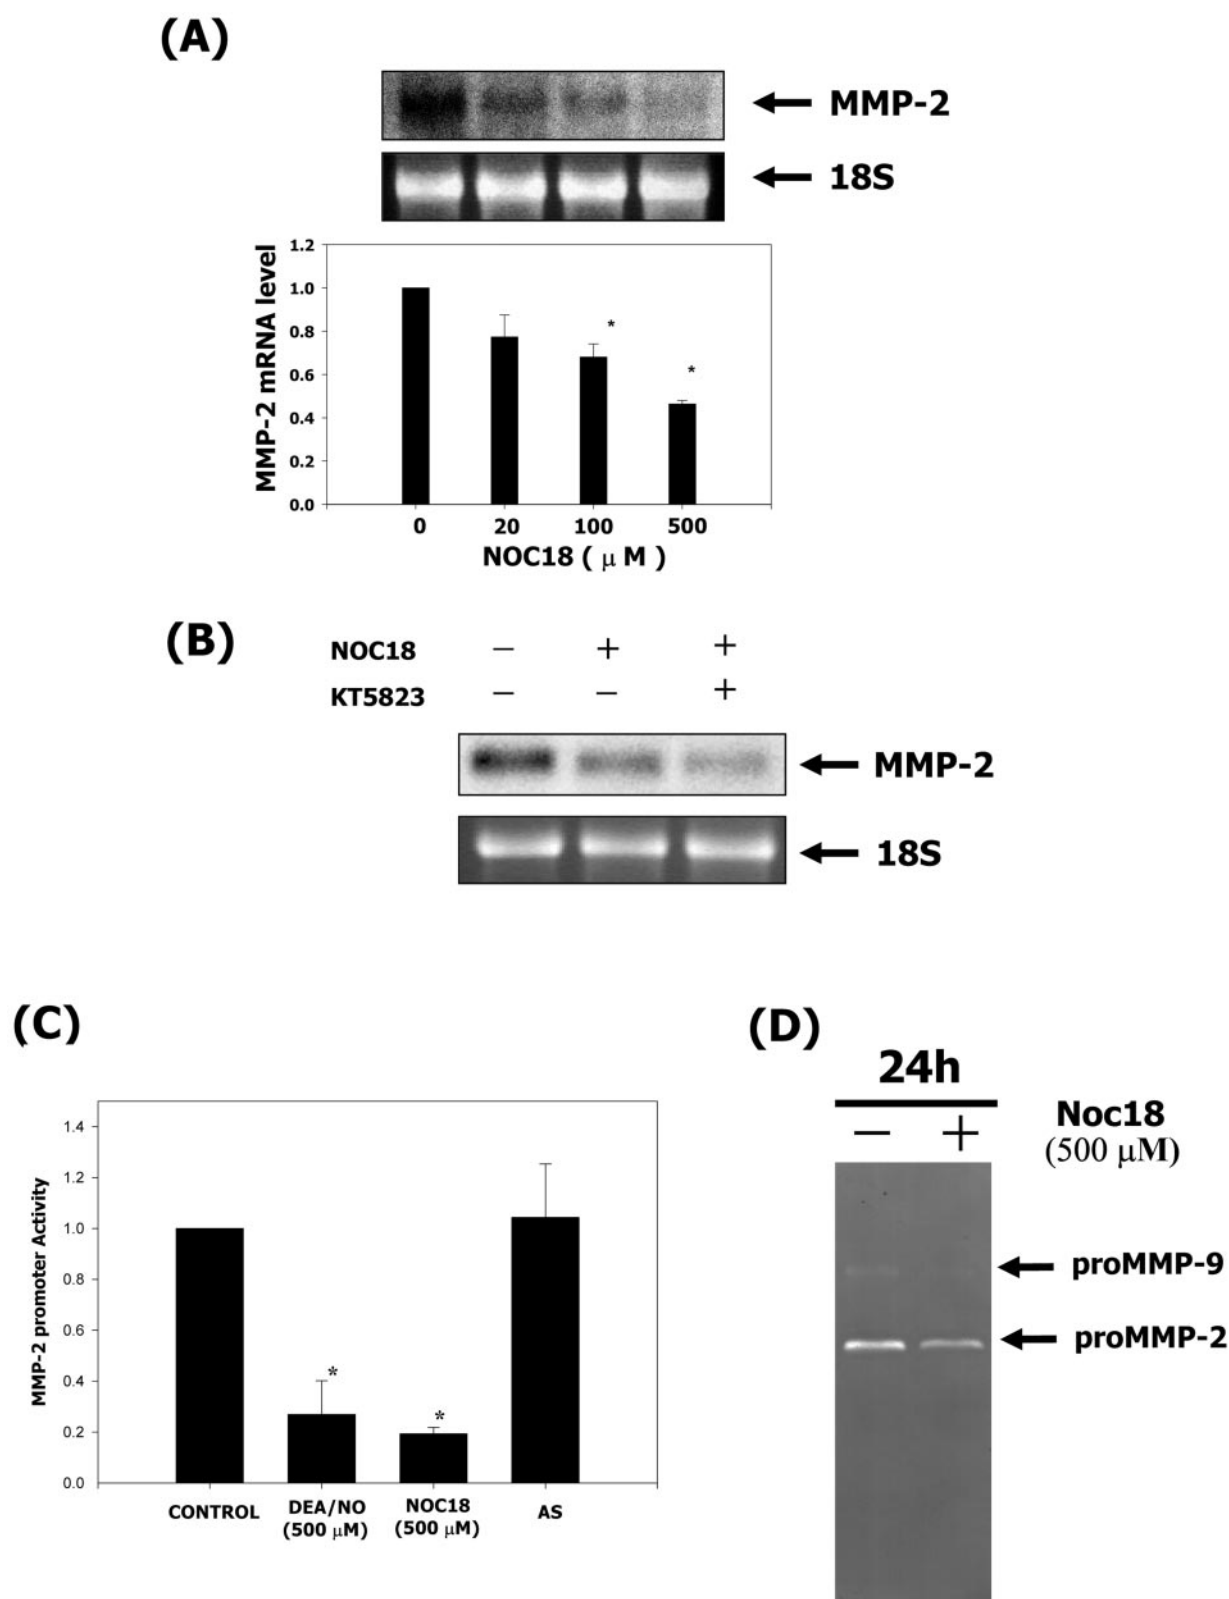 (A)
MMP-2
18S
MMP-2 mRNA level
1.2
1.0
0.8
0.6
0.4
0.2
0.0
*
*
0 20 100 500
NOC18 ( μ M )
(B)
NOC18 − + +
KT5823 − − +
MMP-2
18S
(C)
MMP-2 promoter Activity
1.4
1.2
1.0
0.8
0.6
0.4
0.2
0.0
*
*
CONTROL DEA/NO NOC18 AS
(500 μM) (500 μM)
(D)
24h
− + Noc18
(500 μM)
proMMP-9
proMMP-2